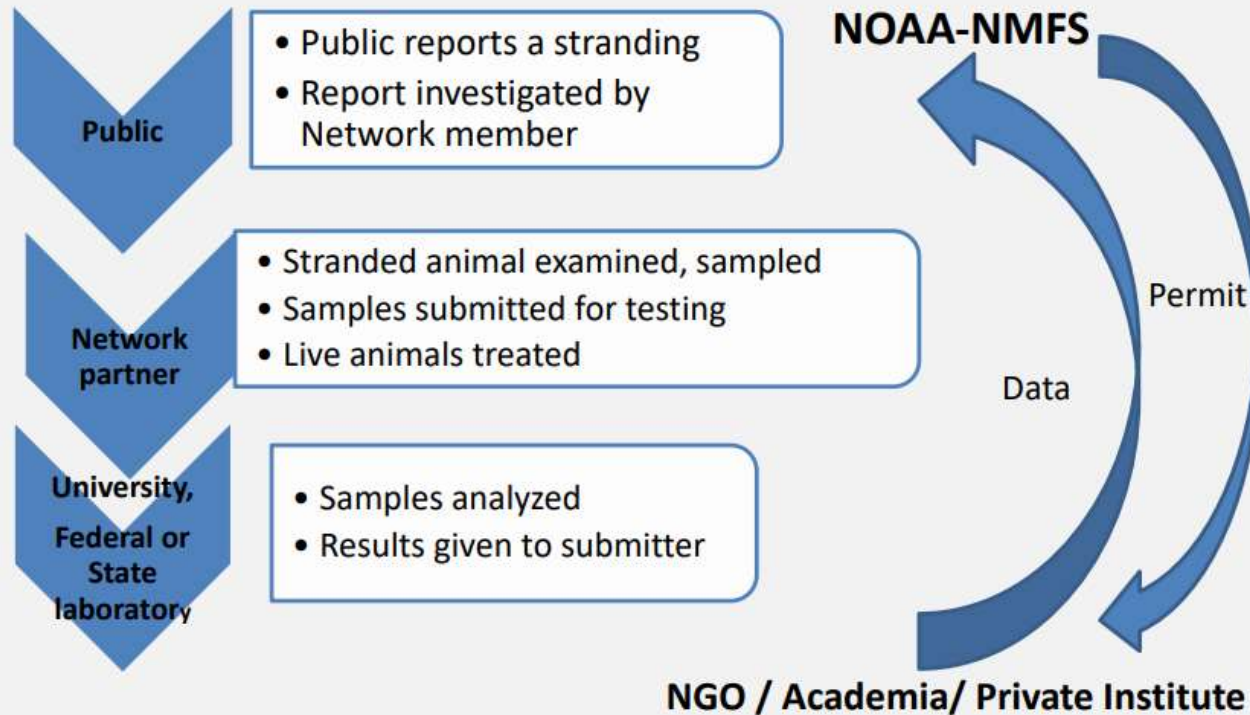 Public
• Public reports a stranding
• Report investigated by
Network member
Network
partner
• Stranded animal examined, sampled
• Samples submitted for testing
• Live animals treated
University,
Federal or
State
laboratory
• Samples analyzed
• Results given to submitter
NOAA-NMFS
Permit
Data
NGO / Academia/ Private Institute